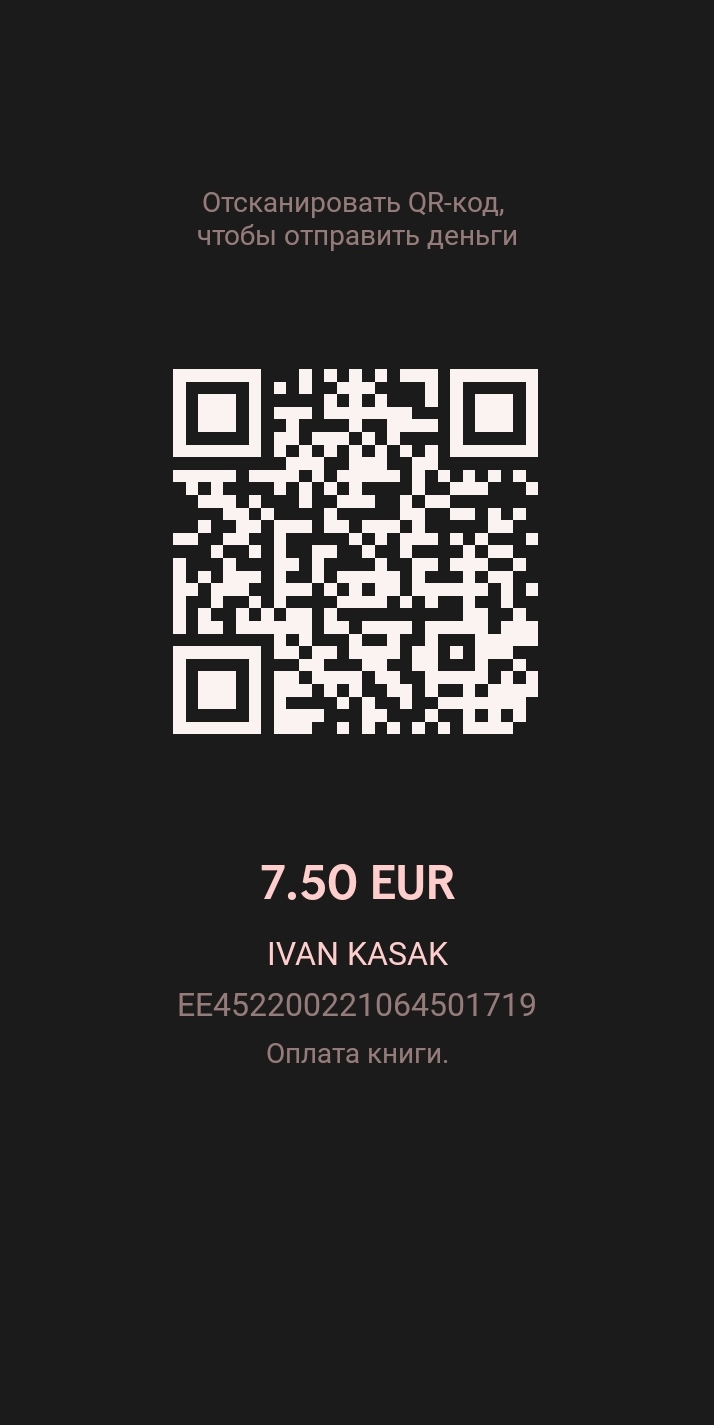 Отсканировать QR-код,
чтобы отправить деньги
7.50 EUR
IVAN KASAK
EE452200221064501719
Оплата книги.